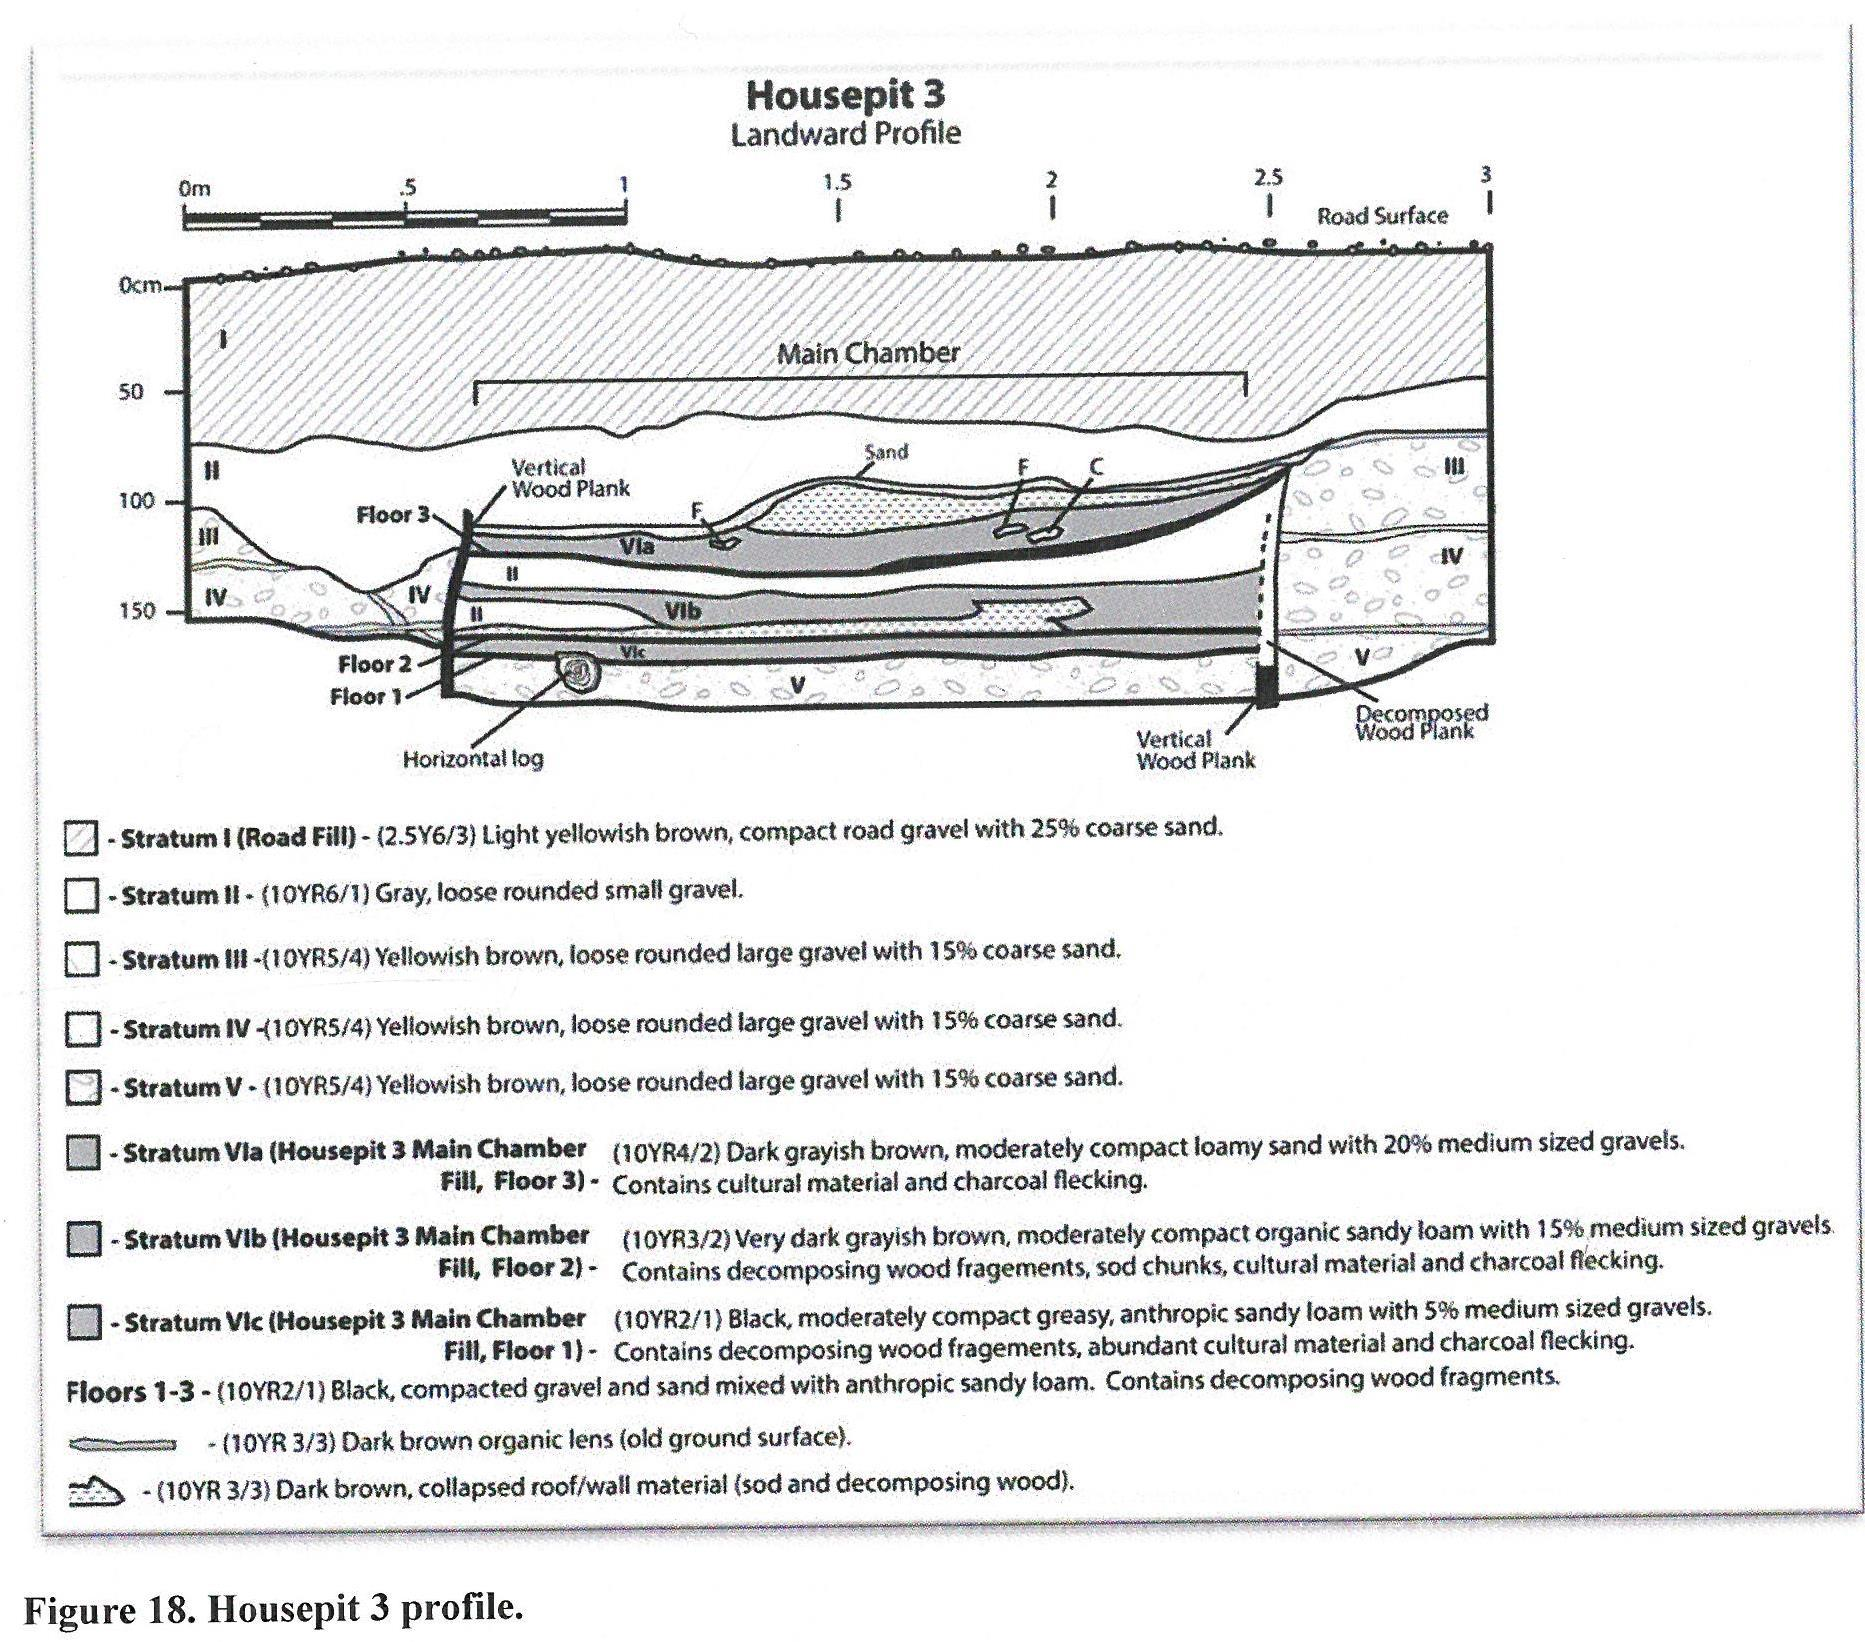 Housepit 3
Landward Profile
0m .5 1 1.5 2 2.5 3
Road Surface
0cm
I
50
Main Chamber
II
Vertical
Wood Plank
Sand
F
C
III
100
Floor 3
F
III
VIa
IV
II
IV
IV
150
II
VIb
Floor 2
VIc
Floor 1
V
V
Horizontal log
Vertical
Wood Plank
Decomposed
Wood Plank
- Stratum I (Road Fill) - (2.5Y6/3) Light yellowish brown, compact road gravel with 25% coarse sand.
- Stratum II - (10YR6/1) Gray, loose rounded small gravel.
- Stratum III -(10YR5/4) Yellowish brown, loose rounded large gravel with 15% coarse sand.
- Stratum IV -(10YR5/4) Yellowish brown, loose rounded large gravel with 15% coarse sand.
- Stratum V - (10YR5/4) Yellowish brown, loose rounded large gravel with 15% coarse sand.
- Stratum VIa (Housepit 3 Main Chamber (10YR4/2) Dark grayish brown, moderately compact loamy sand with 20% medium sized gravels.
Fill, Floor 3) - Contains cultural material and charcoal flecking.
- Stratum VIb (Housepit 3 Main Chamber (10YR3/2) Very dark grayish brown, moderately compact organic sandy loam with 15% medium sized gravels.
Fill, Floor 2) - Contains decomposing wood fragements, sod chunks, cultural material and charcoal flecking.
- Stratum VIc (Housepit 3 Main Chamber (10YR2/1) Black, moderately compact greasy, anthropic sandy loam with 5% medium sized gravels.
Fill, Floor 1) - Contains decomposing wood fragements, abundant cultural material and charcoal flecking.
Floors 1-3 - (10YR2/1) Black, compacted gravel and sand mixed with anthropic sandy loam. Contains decomposing wood fragments.
- (10YR 3/3) Dark brown organic lens (old ground surface).
- (10YR 3/3) Dark brown, collapsed roof/wall material (sod and decomposing wood).
Figure 18. Housepit 3 profile.